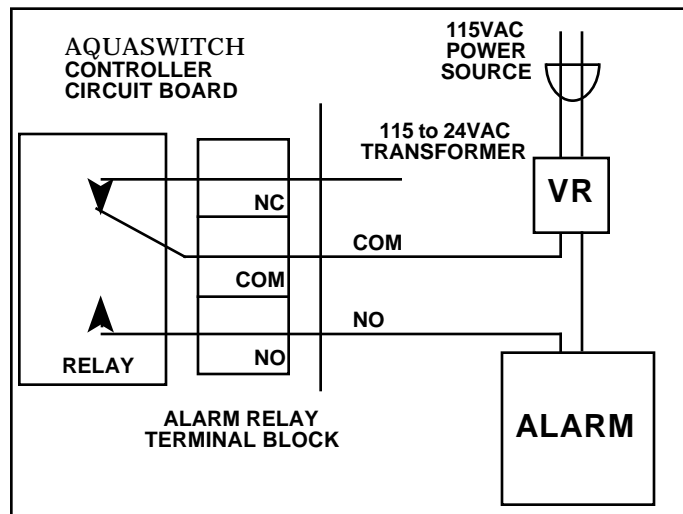 AQUASWITCH
CONTROLLER
CIRCUIT BOARD
115VAC
POWER
SOURCE
115 to 24VAC
TRANSFORMER
VR
NC
COM
COM
NO
NO
RELAY
ALARM RELAY
TERMINAL BLOCK
ALARM